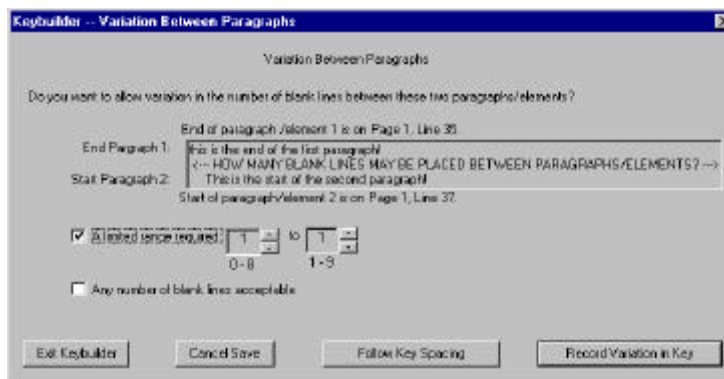 Keybuilder -- Variation Between Paragraphs
Variation Between Paragraphs
Do you want to allow variation in the number of blank lines between these two paragraphs/elements?
End of paragraph /element 1 is on Page 1, Line 35.
End Pargraph 1:
this is the end of the first paragraph!
<--- HOW MANY BLANK LINES MAY BE PLACED BETWEEN PARAGRAPHS/ELEMENTS? --->
Start Paragraph 2:
This is the start of the second paragraph!
Start of paragraph/element 2 is on Page 1, Line 37.
A limited range required: 1 to 1
0 - 8 1 - 9
Any number of blank lines acceptable
Exit Keybuilder Cancel Save Follow Key Spacing Record Variation in Key